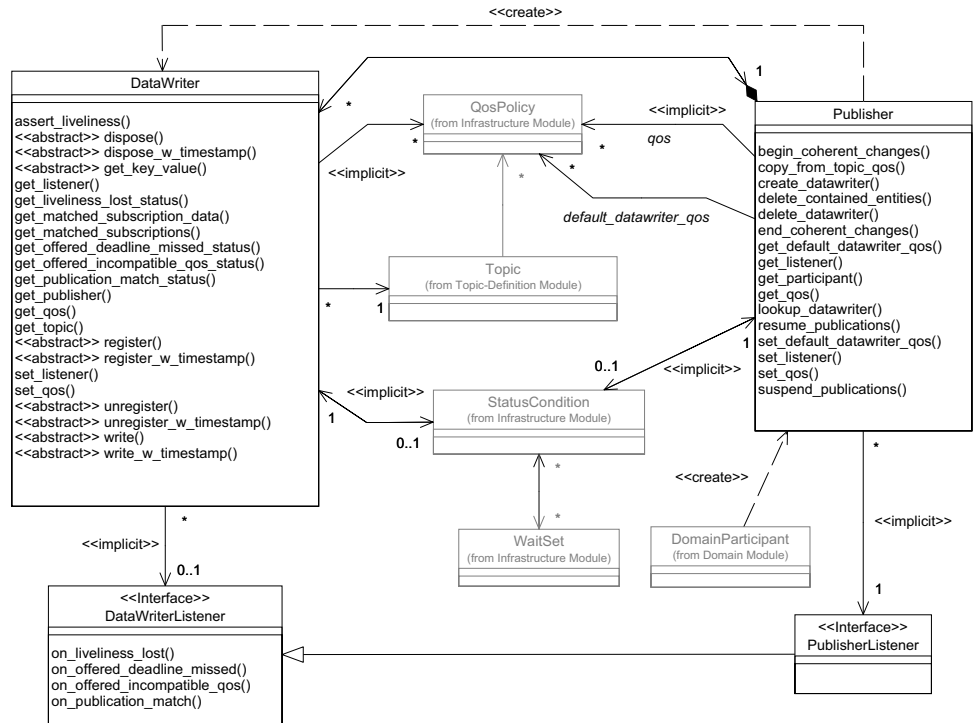 <<create>>
DataWriter
assert_liveliness()
<<abstract>> dispose()
<<abstract>> dispose_w_timestamp()
<<abstract>> get_key_value()
get_listener()
get_liveliness_lost_status()
get_matched_subscription_data()
get_matched_subscriptions()
get_offered_deadline_missed_status()
get_offered_incompatible_qos_status()
get_publication_match_status()
get_publisher()
get_qos()
get_topic()
<<abstract>> register()
<<abstract>> register_w_timestamp()
set_listener()
set_qos()
<<abstract>> unregister()
<<abstract>> unregister_w_timestamp()
<<abstract>> write()
<<abstract>> write_w_timestamp()
*
1
QosPolicy
(from Infrastructure Module)
*
*
*
*
<<implicit>>
<<implicit>>
qos
default_datawriter_qos
Publisher
begin_coherent_changes()
copy_from_topic_qos()
create_datawriter()
delete_contained_entities()
delete_datawriter()
end_coherent_changes()
get_default_datawriter_qos()
get_listener()
get_participant()
get_qos()
lookup_datawriter()
resume_publications()
set_default_datawriter_qos()
set_listener()
set_qos()
suspend_publications()
Topic
(from Topic-Definition Module)
*
1
1
0..1
<<implicit>>
<<implicit>>
1
0..1
StatusCondition
(from Infrastructure Module)
*
*
WaitSet
(from Infrastructure Module)
<<create>>
DomainParticipant
(from Domain Module)
*
<<implicit>>
0..1
*
<<implicit>>
1
<<Interface>>
DataWriterListener
on_liveliness_lost()
on_offered_deadline_missed()
on_offered_incompatible_qos()
on_publication_match()
<<Interface>>
PublisherListener